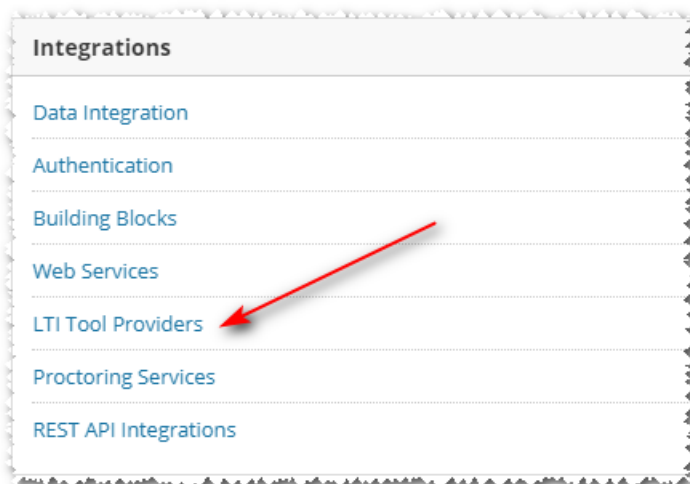 Integrations
Data Integration
Authentication
Building Blocks
Web Services
LTI Tool Providers
Proctoring Services
REST API Integrations